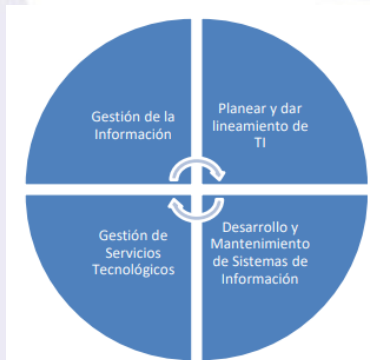 Gestión de la
Información
Planear y dar
lineamiento de
TI
Gestión de
Servicios
Tecnológicos
Desarrollo y
Mantenimiento
de Sistemas de
Información